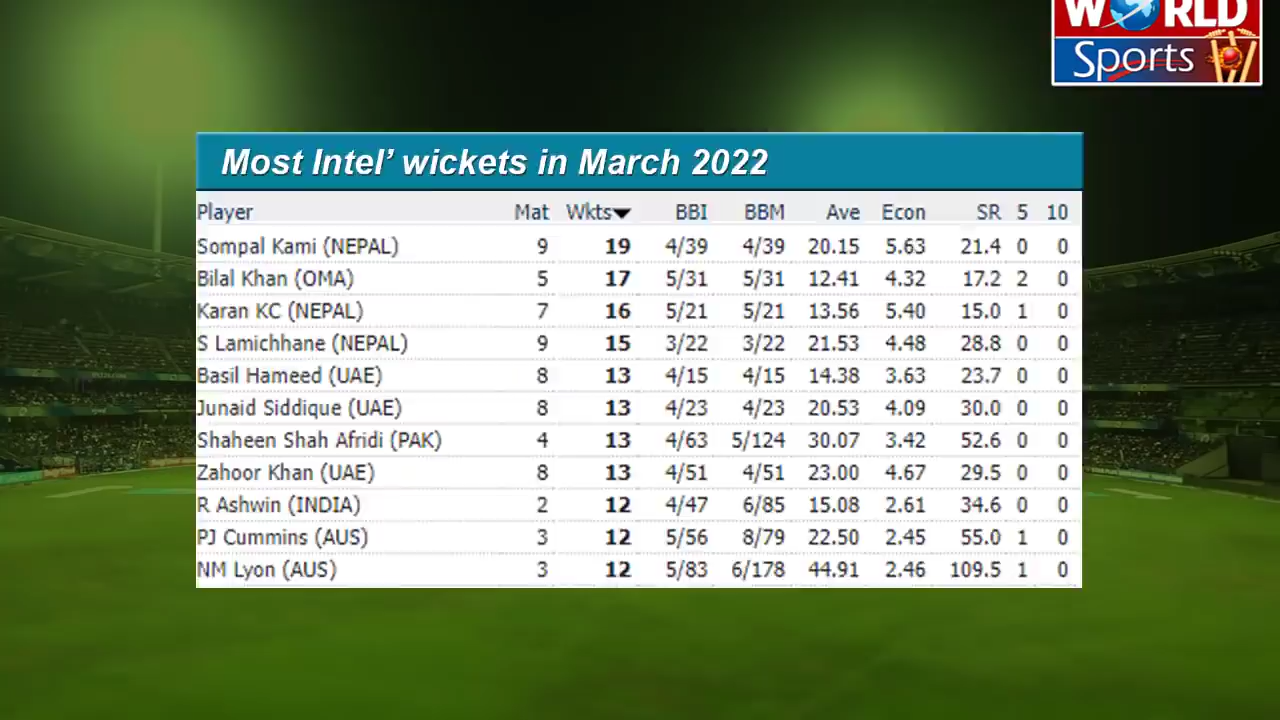 WORLD
Sports
Most Intel’ wickets in March 2022
Player Mat Wkts▼ BBI BBM Ave Econ SR 5 10
Sompal Kami (NEPAL) 9 19 4/39 4/39 20.15 5.63 21.4 0 0
Bilal Khan (OMA) 5 17 5/31 5/31 12.41 4.32 17.2 2 0
Karan KC (NEPAL) 7 16 5/21 5/21 13.56 5.40 15.0 1 0
S Lamichhane (NEPAL) 9 15 3/22 3/22 21.53 4.48 28.8 0 0
Basil Hameed (UAE) 8 13 4/15 4/15 14.38 3.63 23.7 0 0
Junaid Siddique (UAE) 8 13 4/23 4/23 20.53 4.09 30.0 0 0
Shaheen Shah Afridi (PAK) 4 13 4/63 5/124 30.07 3.42 52.6 0 0
Zahoor Khan (UAE) 8 13 4/51 4/51 23.00 4.67 29.5 0 0
R Ashwin (INDIA) 2 12 4/47 6/85 15.08 2.61 34.6 0 0
PJ Cummins (AUS) 3 12 5/56 8/79 22.50 2.45 55.0 1 0
NM Lyon (AUS) 3 12 5/83 6/178 44.91 2.46 109.5 1 0